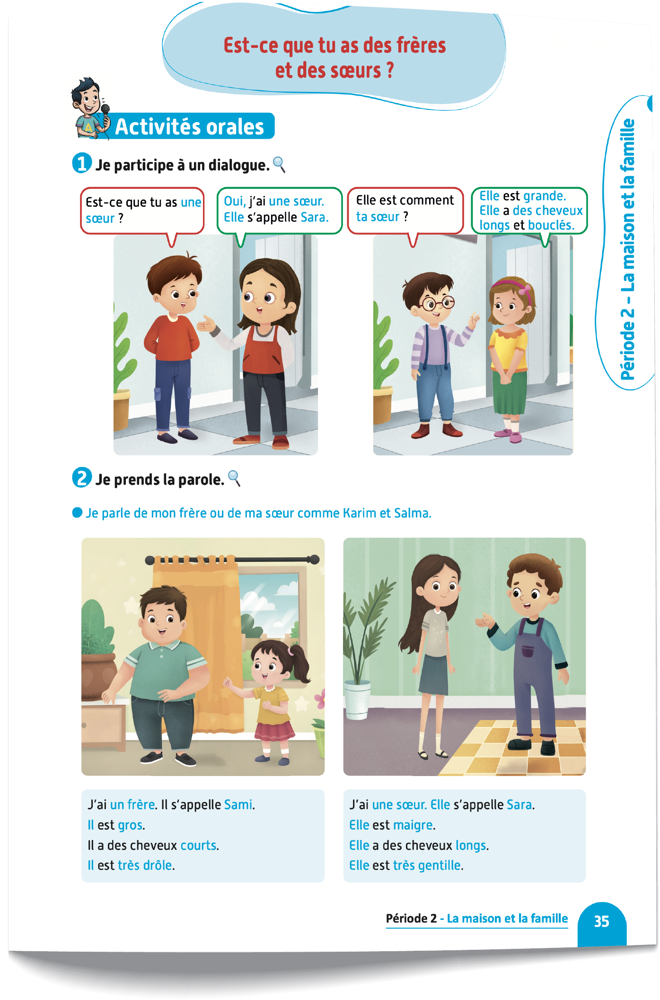 Est-ce que tu as des frères
et des sœurs ?
Activités orales
1 Je participe à un dialogue.
Est-ce que tu as une
sœur ?
Oui, j'ai une sœur.
Elle s'appelle Sara.
Elle est comment
ta sœur ?
Elle est grande.
Elle a des cheveux
longs et bouclés.
2 Je prends la parole.
Je parle de mon frère ou de ma sœur comme Karim et Salma.
J'ai un frère. Il s'appelle Sami.
Il est gros.
Il a des cheveux courts.
Il est très drôle.
J'ai une sœur. Elle s'appelle Sara.
Elle est maigre.
Elle a des cheveux longs.
Elle est très gentille.
Période 2 - La maison et la famille
35
Période 2 - La maison et la famille
A